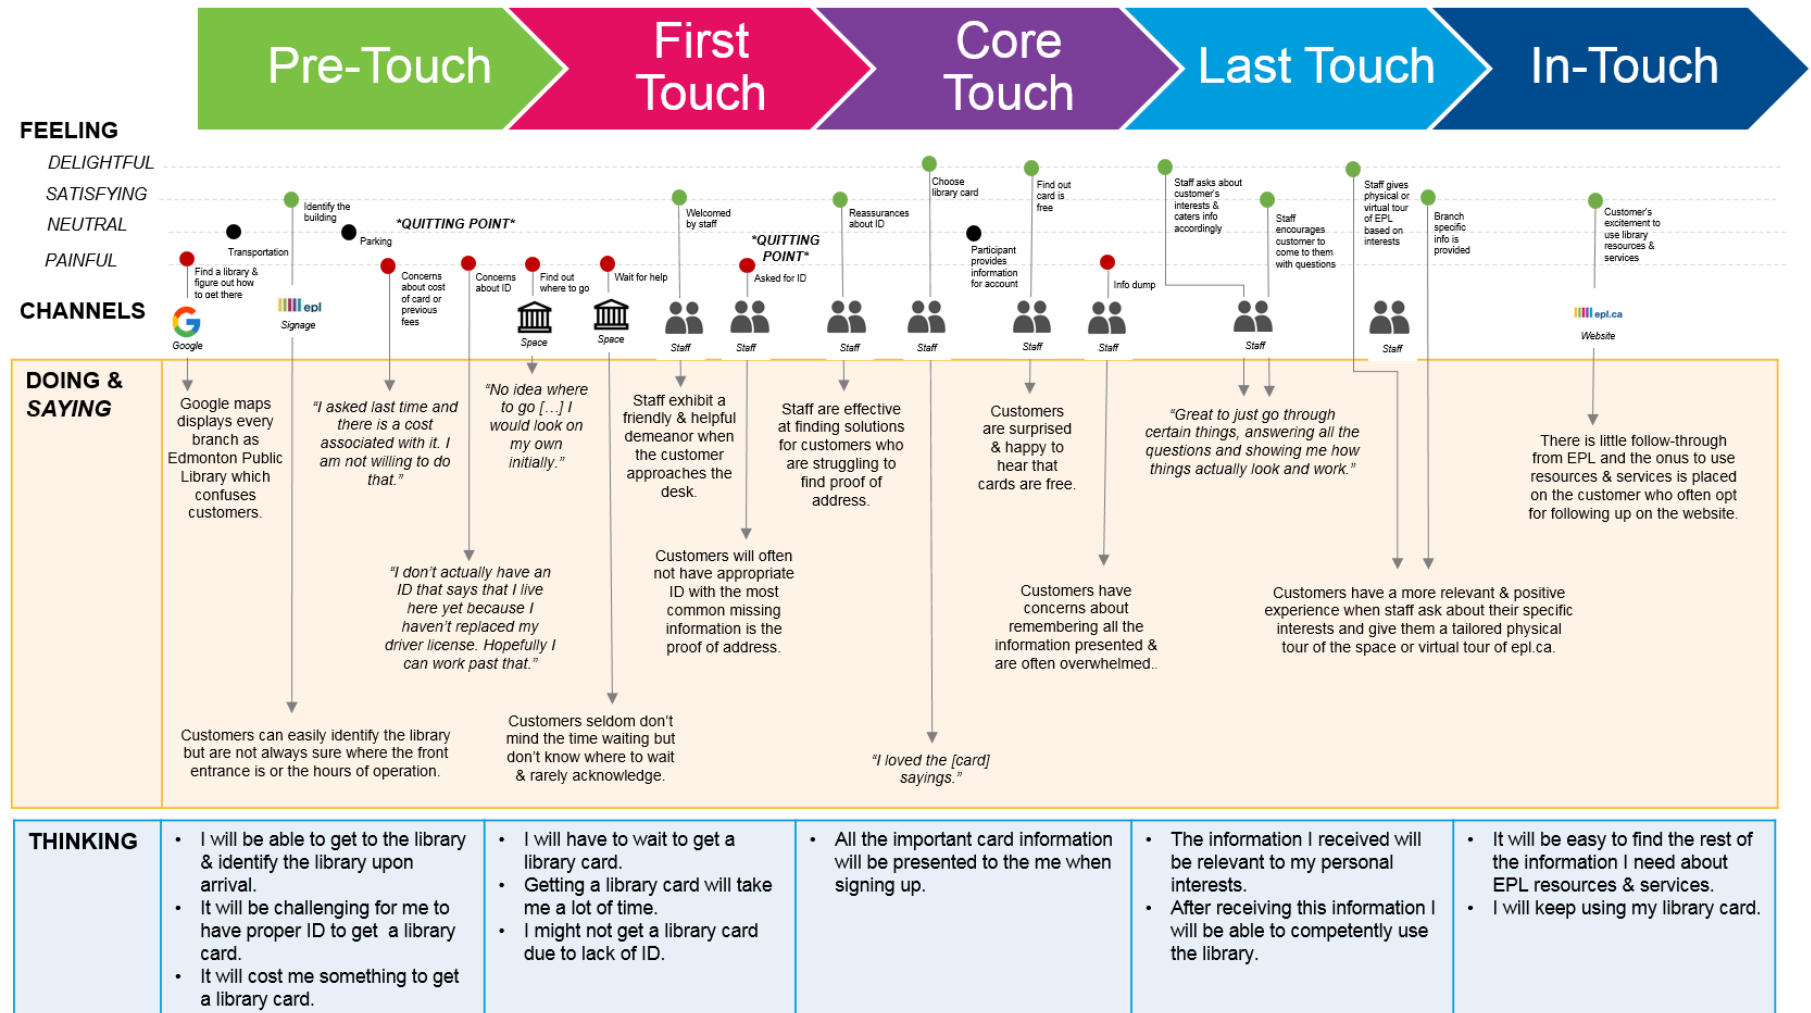 Pre-Touch
First
Touch
Core
Touch
Last Touch
In-Touch
FEELING
DELIGHTFUL
SATISFYING
NEUTRAL
PAINFUL
Find a library &
figure out how
to get there
Transportation
Identify the
building
Parking
*QUITTING POINT*
Concerns
about cost
of card or
previous
fees
Concerns
about ID
Find out
where to go
Wait for help
Welcomed
by staff
*QUITTING
POINT*
Asked for ID
Reassurances
about ID
Choose
library card
Participant
provides
information
for account
Find out
card is
free
Info dump
Staff asks about
customer's
interests &
caters info
accordingly
Staff
encourages
customer to
come to them
with questions
Staff gives
physical or
virtual tour
of EPL
based on
interests
Branch
specific
info is
provided
Customer's
excitement to
use library
resources &
services
CHANNELS
Google
epl
Signage
Space
Space
Staff
Staff
Staff
Staff
Staff
Staff
Staff
Staff
epl.ca
Website
DOING &
SAYING
Google maps
displays every
branch as
Edmonton Public
Library which
confuses
customers.
Customers can easily identify the library
but are not always sure where the front
entrance is or the hours of operation.
“I asked last time and
there is a cost
associated with it. I
am not willing to do
that.”
“I don’t actually have an
ID that says that I live
here yet because I
haven’t replaced my
driver license. Hopefully I
can work past that.”
“No idea where
to go […] I
would look on
my own
initially.”
Customers seldom don’t
mind the time waiting but
don’t know where to wait
& rarely acknowledge.
Staff exhibit a
friendly & helpful
demeanor when
the customer
approaches the
desk.
Customers will often
not have appropriate
ID with the most
common missing
information is the
proof of address.
Staff are effective
at finding solutions
for customers who
are struggling to
find proof of
address.
“I loved the [card]
sayings.”
Customers
are surprised
& happy to
hear that
cards are free.
Customers have
concerns about
remembering all the
information presented &
are often overwhelmed..
“Great to just go through
certain things, answering all the
questions and showing me how
things actually look and work.”
Customers have a more relevant & positive
experience when staff ask about their specific
interests and give them a tailored physical
tour of the space or virtual tour of epl.ca.
There is little follow-through
from EPL and the onus to use
resources & services is placed
on the customer who often opt
for following up on the website.
THINKING
• I will be able to get to the library
& identify the library upon
arrival.
• It will be challenging for me to
have proper ID to get a library
card.
• It will cost me something to get
a library card.
• I will have to wait to get a
library card.
• Getting a library card will take
me a lot of time.
• I might not get a library card
due to lack of ID.
• All the important card information
will be presented to the me when
signing up.
• The information I received will
be relevant to my personal
interests.
• After receiving this information I
will be able to competently use
the library.
• It will be easy to find the rest of
the information I need about
EPL resources & services.
• I will keep using my library card.